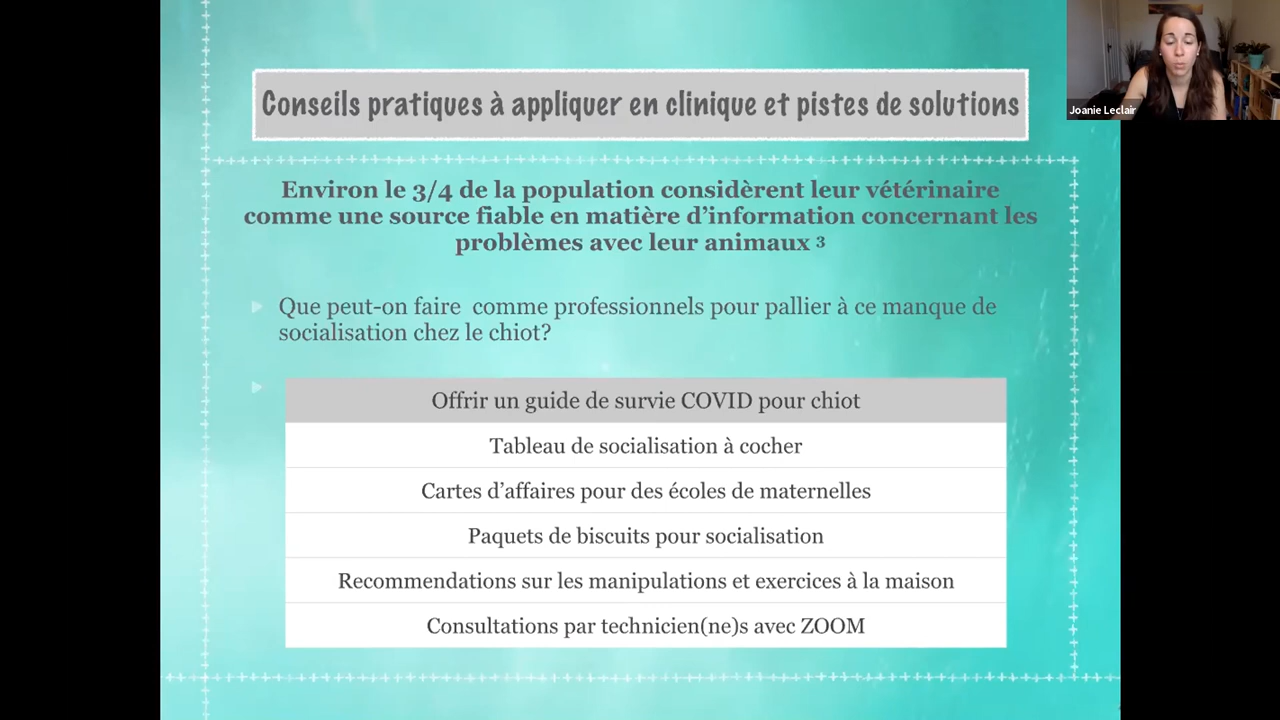 Conseils pratiques à appliquer en clinique et pistes de solutions
Joanie Leclair
Environ le 3/4 de la population considèrent leur vétérinaire
comme une source fiable en matière d'information concernant les
problèmes avec leur animaux 3
Que peut-on faire comme professionnels pour pallier à ce manque de
socialisation chez le chiot?
Offrir un guide de survie COVID pour chiot
Tableau de socialisation à cocher
Cartes d'affaires pour des écoles de maternelles
Paquets de biscuits pour socialisation
Recommendations sur les manipulations et exercices à la maison
Consultations par technicien(ne)s avec ZOOM